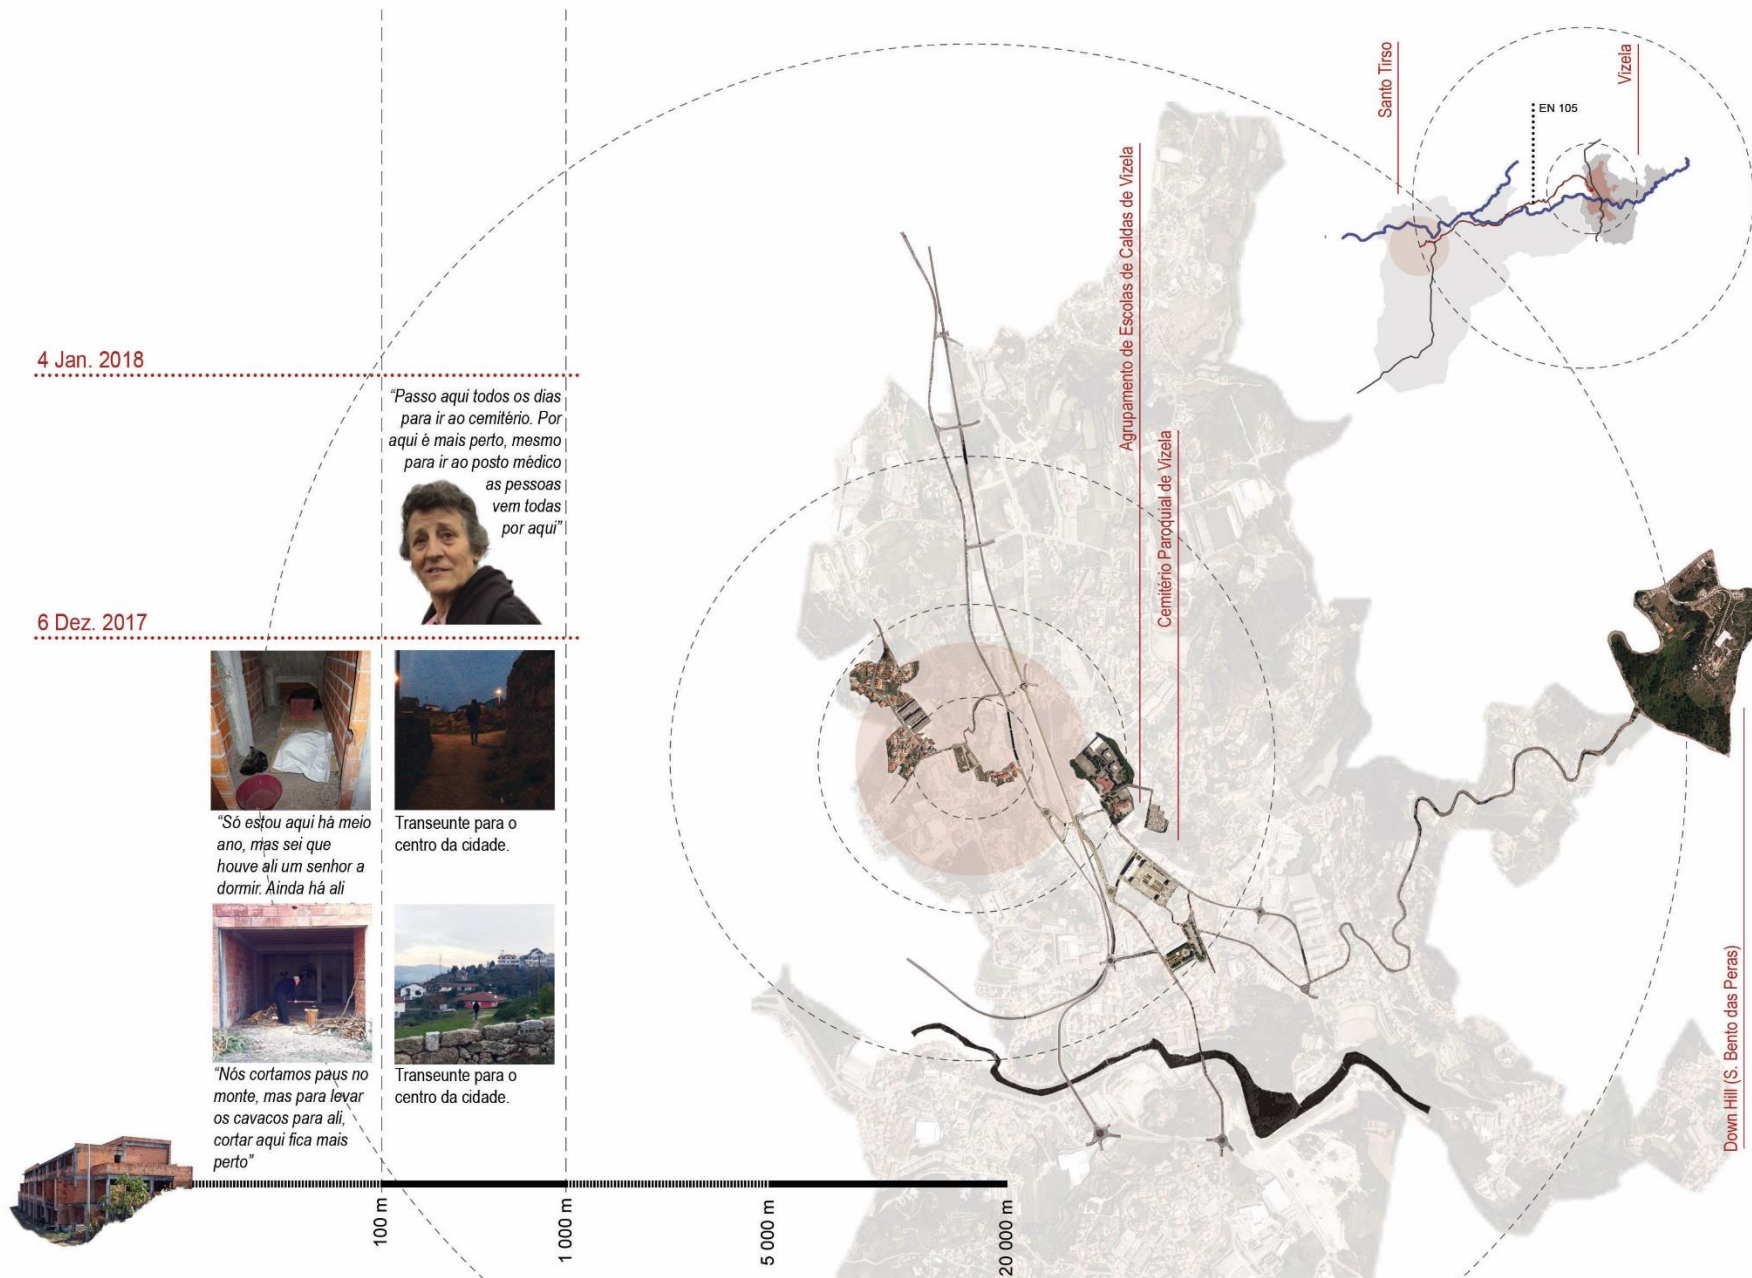 Santo Tirso
Vizela
EN 105
Agrupamento de Escolas de Caldas de Vizela
Cemitério Paroquial de Vizela
4 Jan. 2018
“Passo aqui todos os dias
para ir ao cemitério. Por
aqui é mais perto, mesmo
para ir ao posto médico
as pessoas
vem todas
por aqui”
6 Dez. 2017
“Só estou aqui há meio
ano, mas sei que
houve ali um senhor a
dormir. Ainda há ali
Transeunte para o
centro da cidade.
“Nós cortamos paus no
monte, mas para levar
os cavacos para ali,
cortar aqui fica mais
perto”
Transeunte para o
centro da cidade.
Down Hill (S. Bento das Peras)
100 m
1 000 m
5 000 m
20 000 m